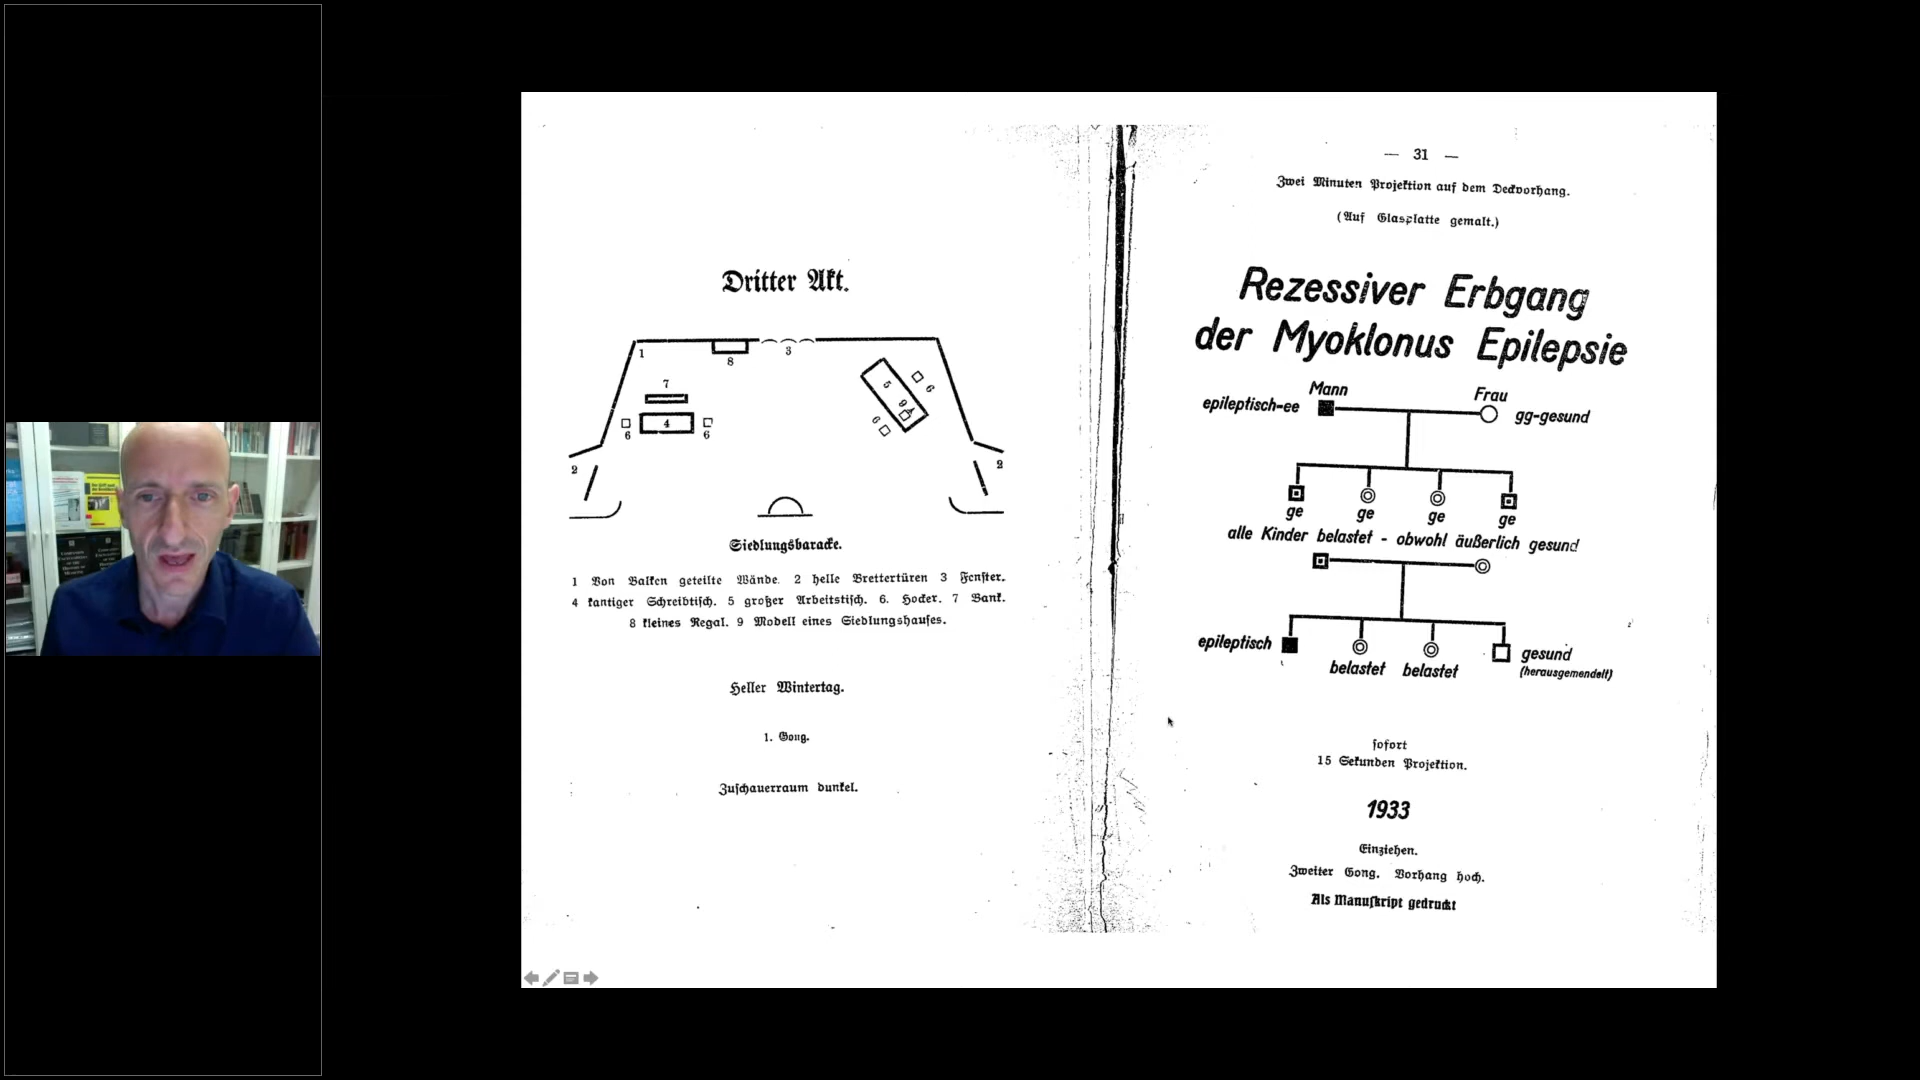 Dritter Akt.
1
8
3
7
4
6
6
5
9
6
6
2
2
Siedlungsbaracke.
1 Von Balken geteilte Wände. 2 helle Brettertüren 3 Fenster.
4 kantiger Schreibtisch. 5 großer Arbeitstisch. 6. Hocker. 7 Bank.
8 kleines Regal. 9 Modell eines Siedlungshauses.
Heller Wintertag.
1. Gong.
Zuschauerraum dunkel.
— 31 —
Zwei Minuten Projektion auf dem Deckvorhang.
(Auf Glasplatte gemalt.)
Rezessiver Erbgang
der Myoklonus Epilepsie
Mann Frau
epileptisch-ee gg-gesund
ge ge ge ge
alle Kinder belastet - obwohl äußerlich gesund
epileptisch belastet belastet gesund
(herausgemendelt)
sofort
15 Sekunden Projektion.
1933
Einziehen.
Zweiter Gong. Vorhang hoch.
Als Manuskript gedruckt